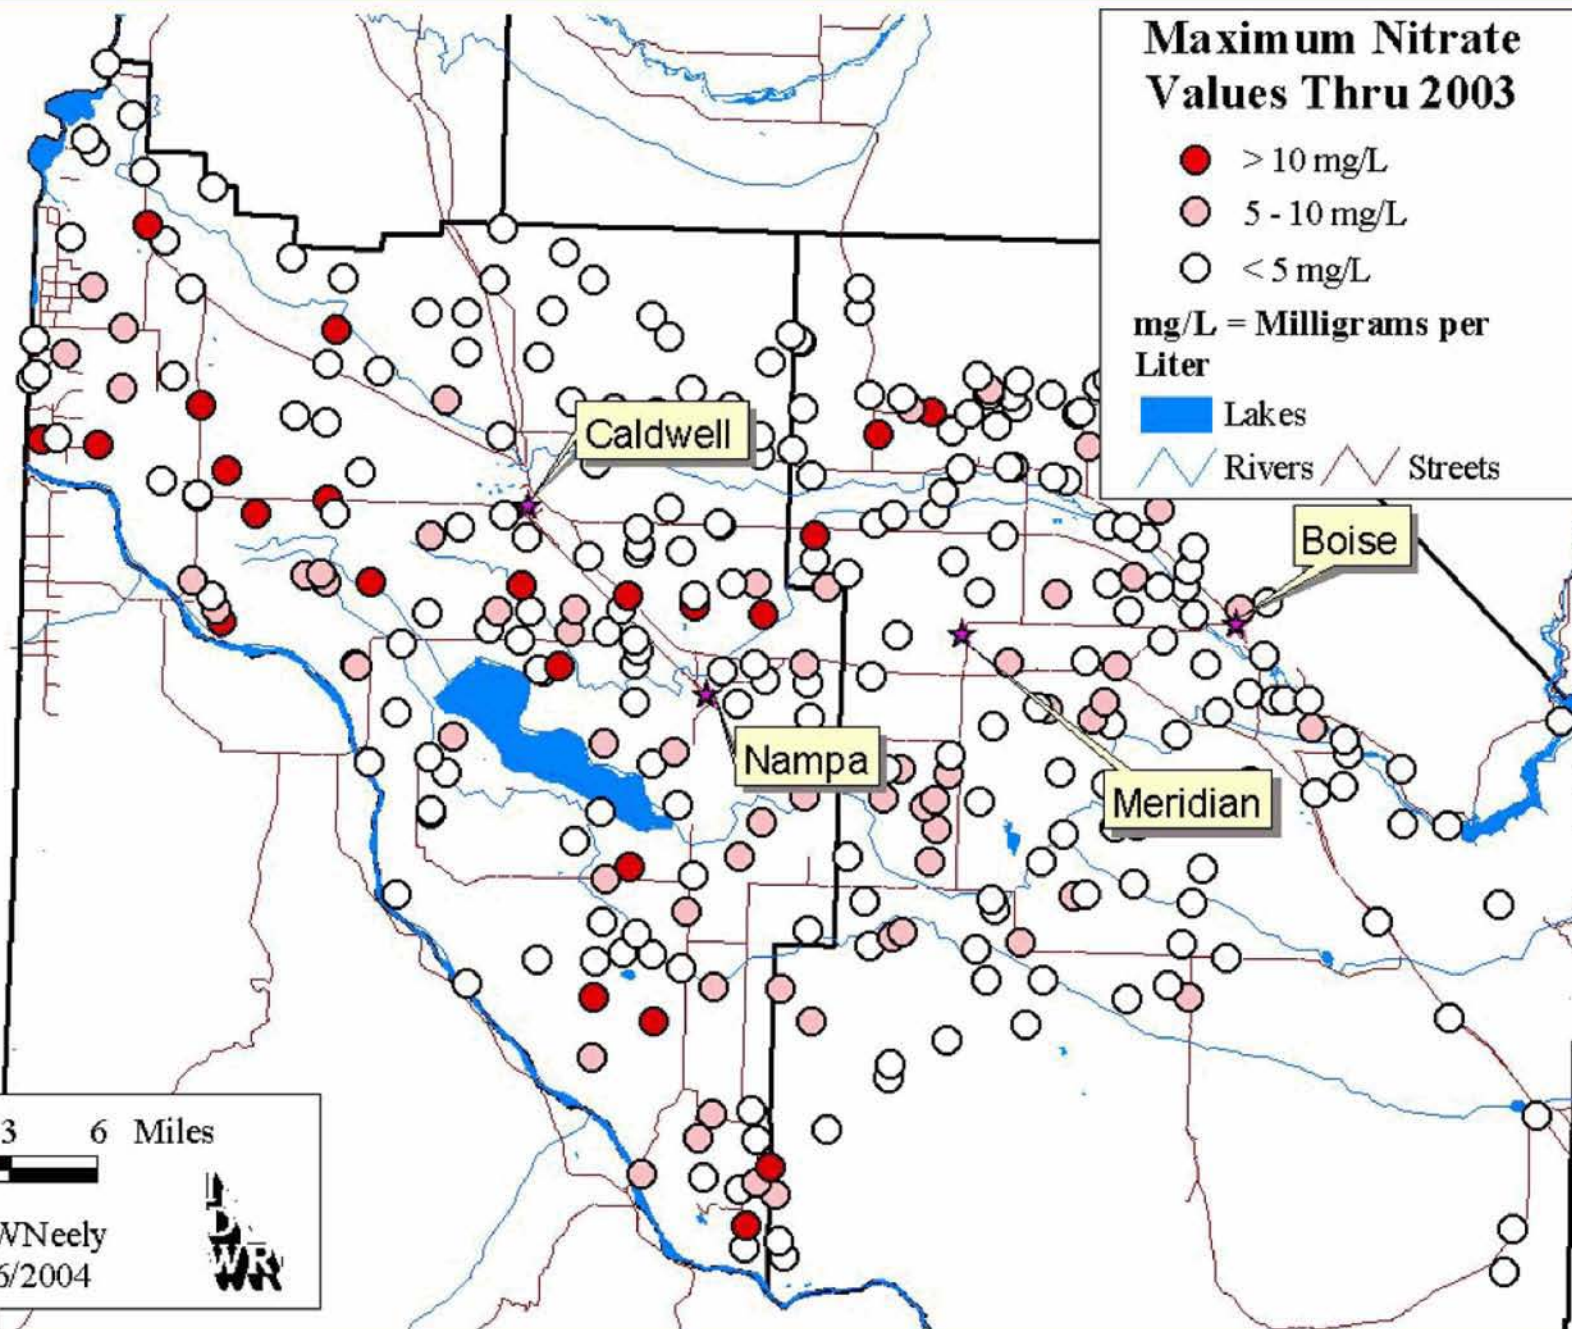 Maximum Nitrate
Values Thru 2003
> 10 mg/L
5 - 10 mg/L
< 5 mg/L
mg/L = Milligrams per
Liter
Lakes
Rivers
Streets
Caldwell
Boise
Nampa
Meridian
3 6 Miles
WNeely
6/2004
IDWR